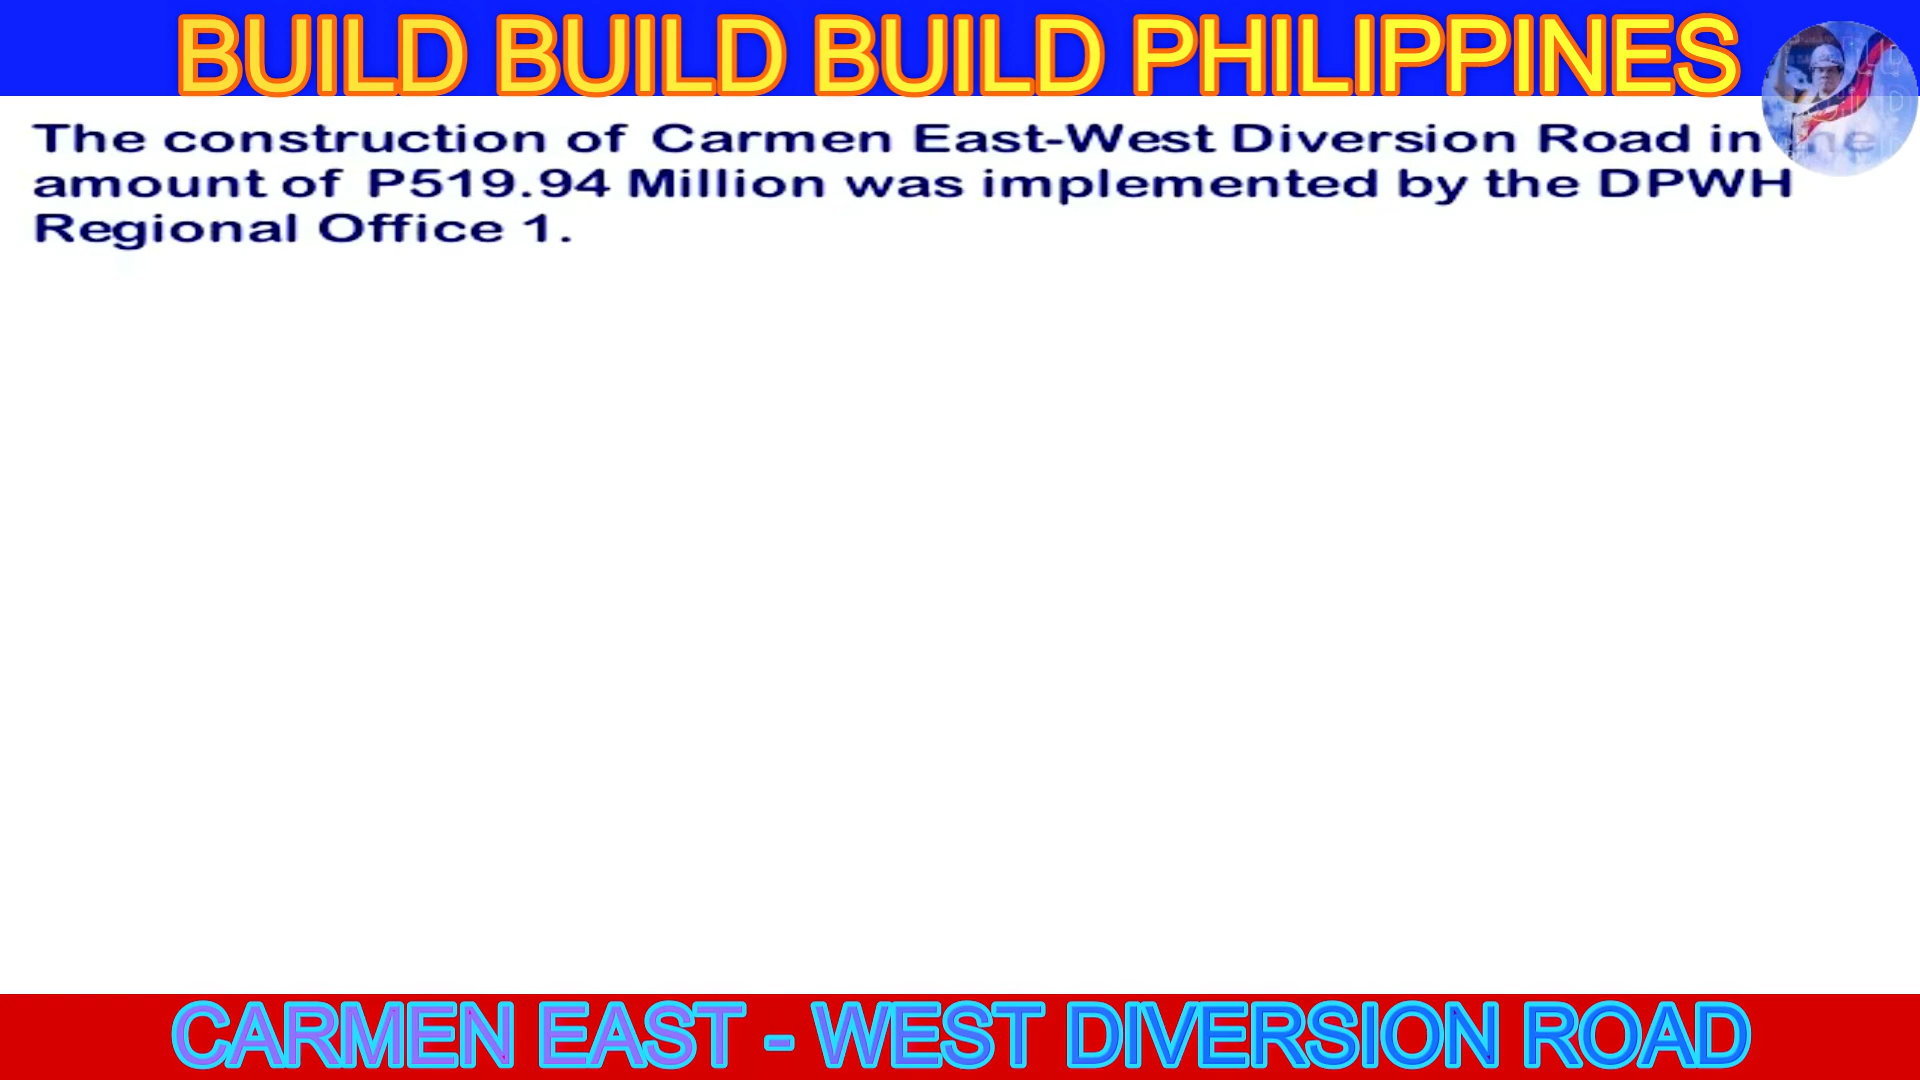 BUILD BUILD BUILD PHILIPPINES
The construction of Carmen East-West Diversion Road in the
amount of P519.94 Million was implemented by the DPWH
Regional Office 1.
CARMEN EAST - WEST DIVERSION ROAD